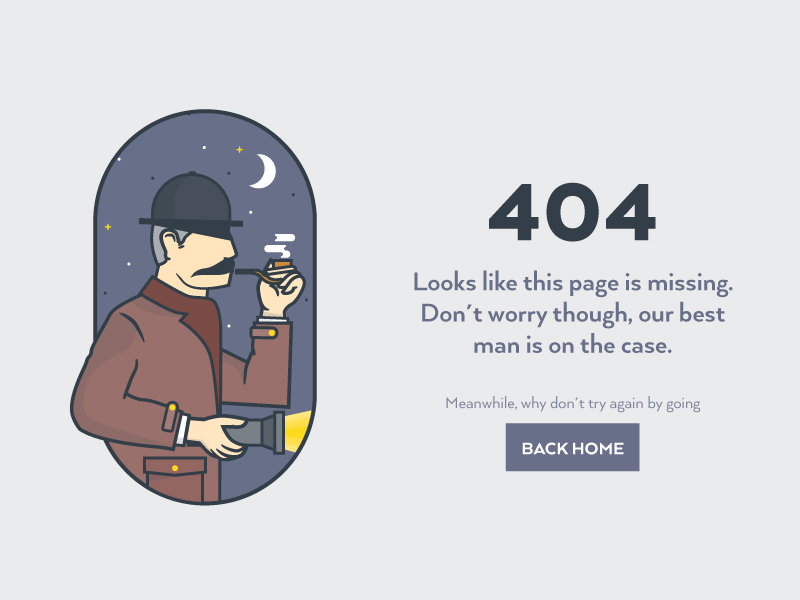 404
Looks like this page is missing.
Don't worry though, our best
man is on the case.
Meanwhile, why don't try again by going
BACK HOME